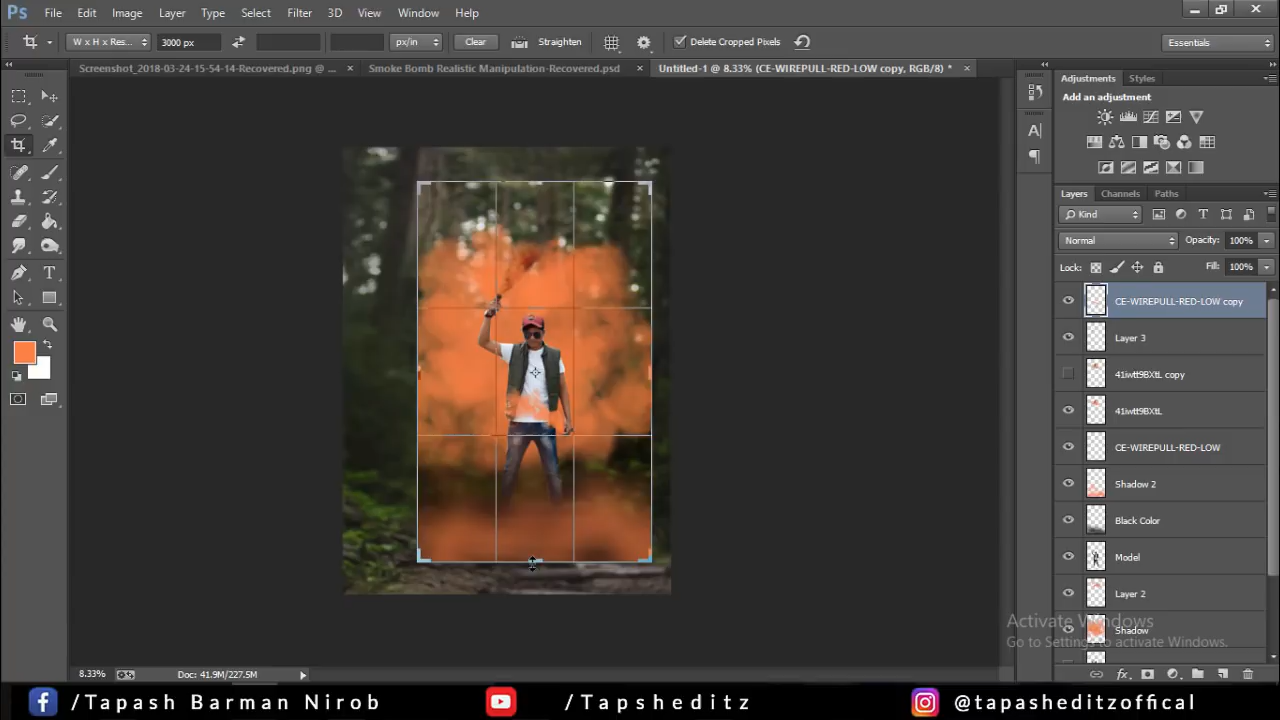 Ps File Edit Image Layer Type Select Filter 3D View Window Help
W x H x Res... 3000 px px/in Clear Straighten Delete Cropped Pixels Essentials
Screenshot_2018-03-24-15-54-14-Recovered.png @ ... × Smoke Bomb Realistic Manipulation-Recovered.psd × Untitled-1 @ 8.33% (CE-WIREPULL-RED-LOW copy, RGB/8) * ×
Adjustments Styles
Add an adjustment
Layers Channels Paths
Kind
Normal Opacity: 100%
Lock: Fill: 100%
CE-WIREPULL-RED-LOW copy
Layer 3
41iwtt9BXtL copy
41iwtt9BXtL
CE-WIREPULL-RED-LOW
Shadow 2
Black Color
Model
Layer 2
Shadow
Activate Windows
Go to Settings to activate Windows.
8.33% Doc: 41.9M/227.5M
/Tapash Barman Nirob /Tapsheditz @tapasheditzoffical